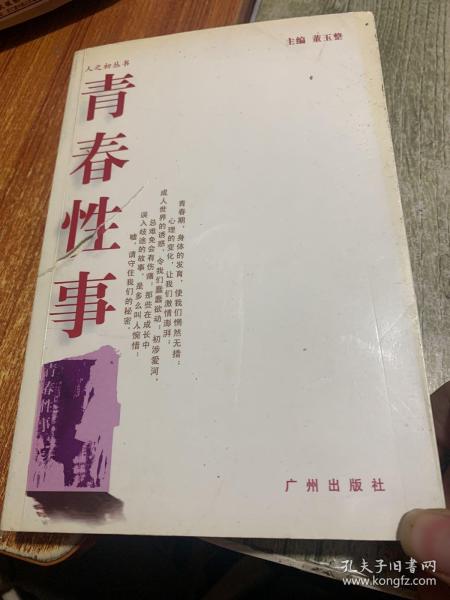 主编 董玉整
人之初丛书
青春性事
青春期，身体的发育，使我们惘然无措；
心理的变化，让我们激情澎湃；
成人世界的诱惑，令我们蠢蠢欲动；初涉爱河，
总难免会有伤痛；那些在成长中
误入歧途的故事，是多么叫人惋惜；
嘘，请守住我们的秘密。
青春性事
广州出版社
孔夫子旧书网
www.kongfz.com